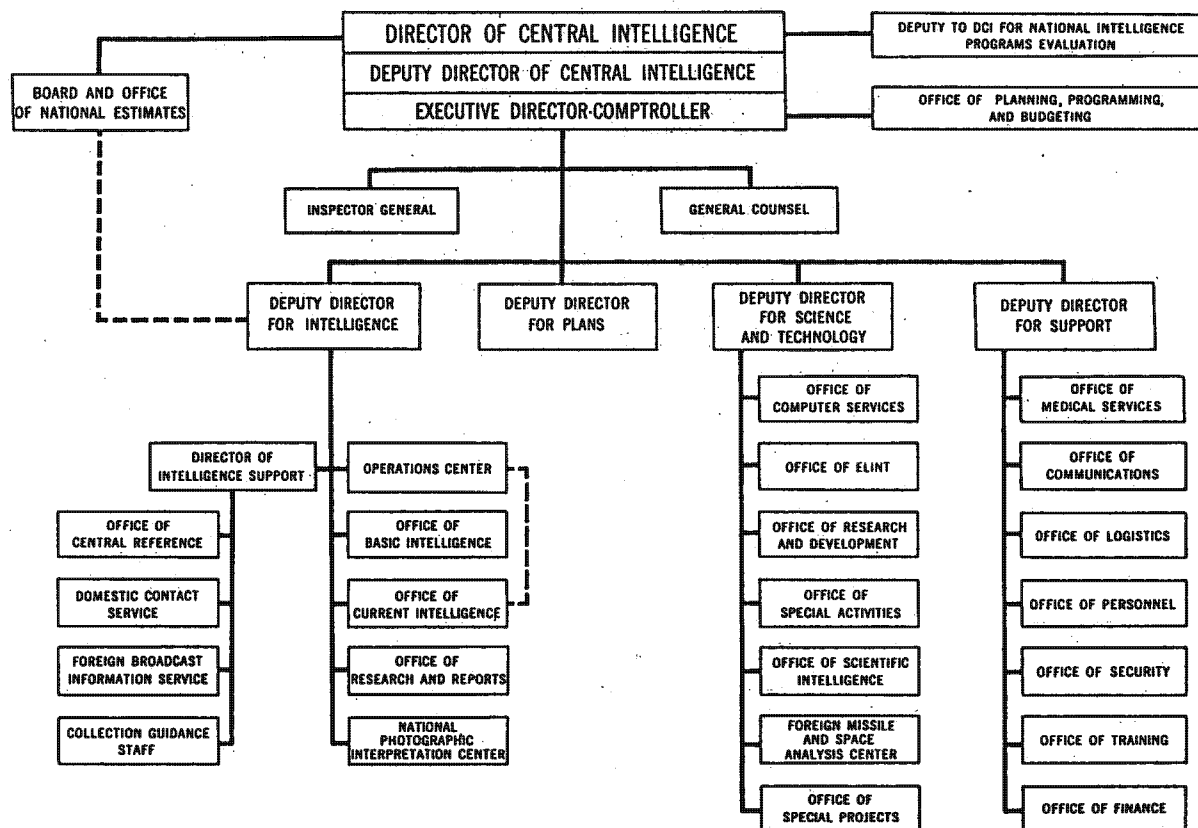 DIRECTOR OF CENTRAL INTELLIGENCE
DEPUTY DIRECTOR OF CENTRAL INTELLIGENCE
EXECUTIVE DIRECTOR-COMPTROLLER
DEPUTY TO DCI FOR NATIONAL INTELLIGENCE
PROGRAMS EVALUATION
BOARD AND OFFICE
OF NATIONAL ESTIMATES
OFFICE OF PLANNING, PROGRAMMING,
AND BUDGETING
INSPECTOR GENERAL
GENERAL COUNSEL
DEPUTY DIRECTOR
FOR INTELLIGENCE
DEPUTY DIRECTOR
FOR PLANS
DEPUTY DIRECTOR
FOR SCIENCE
AND TECHNOLOGY
DEPUTY DIRECTOR
FOR SUPPORT
DIRECTOR OF
INTELLIGENCE SUPPORT
OFFICE OF
CENTRAL REFERENCE
DOMESTIC CONTACT
SERVICE
FOREIGN BROADCAST
INFORMATION SERVICE
COLLECTION GUIDANCE
STAFF
OPERATIONS CENTER
OFFICE OF
BASIC INTELLIGENCE
OFFICE OF
CURRENT INTELLIGENCE
OFFICE OF
RESEARCH AND REPORTS
NATIONAL
PHOTOGRAPHIC
INTERPRETATION CENTER
OFFICE OF
COMPUTER SERVICES
OFFICE OF ELINT
OFFICE OF RESEARCH
AND DEVELOPMENT
OFFICE OF
SPECIAL ACTIVITIES
OFFICE OF SCIENTIFIC
INTELLIGENCE
FOREIGN MISSILE
AND SPACE
ANALYSIS CENTER
OFFICE OF
SPECIAL PROJECTS
OFFICE OF
MEDICAL SERVICES
OFFICE OF
COMMUNICATIONS
OFFICE OF LOGISTICS
OFFICE OF PERSONNEL
OFFICE OF SECURITY
OFFICE OF TRAINING
OFFICE OF FINANCE